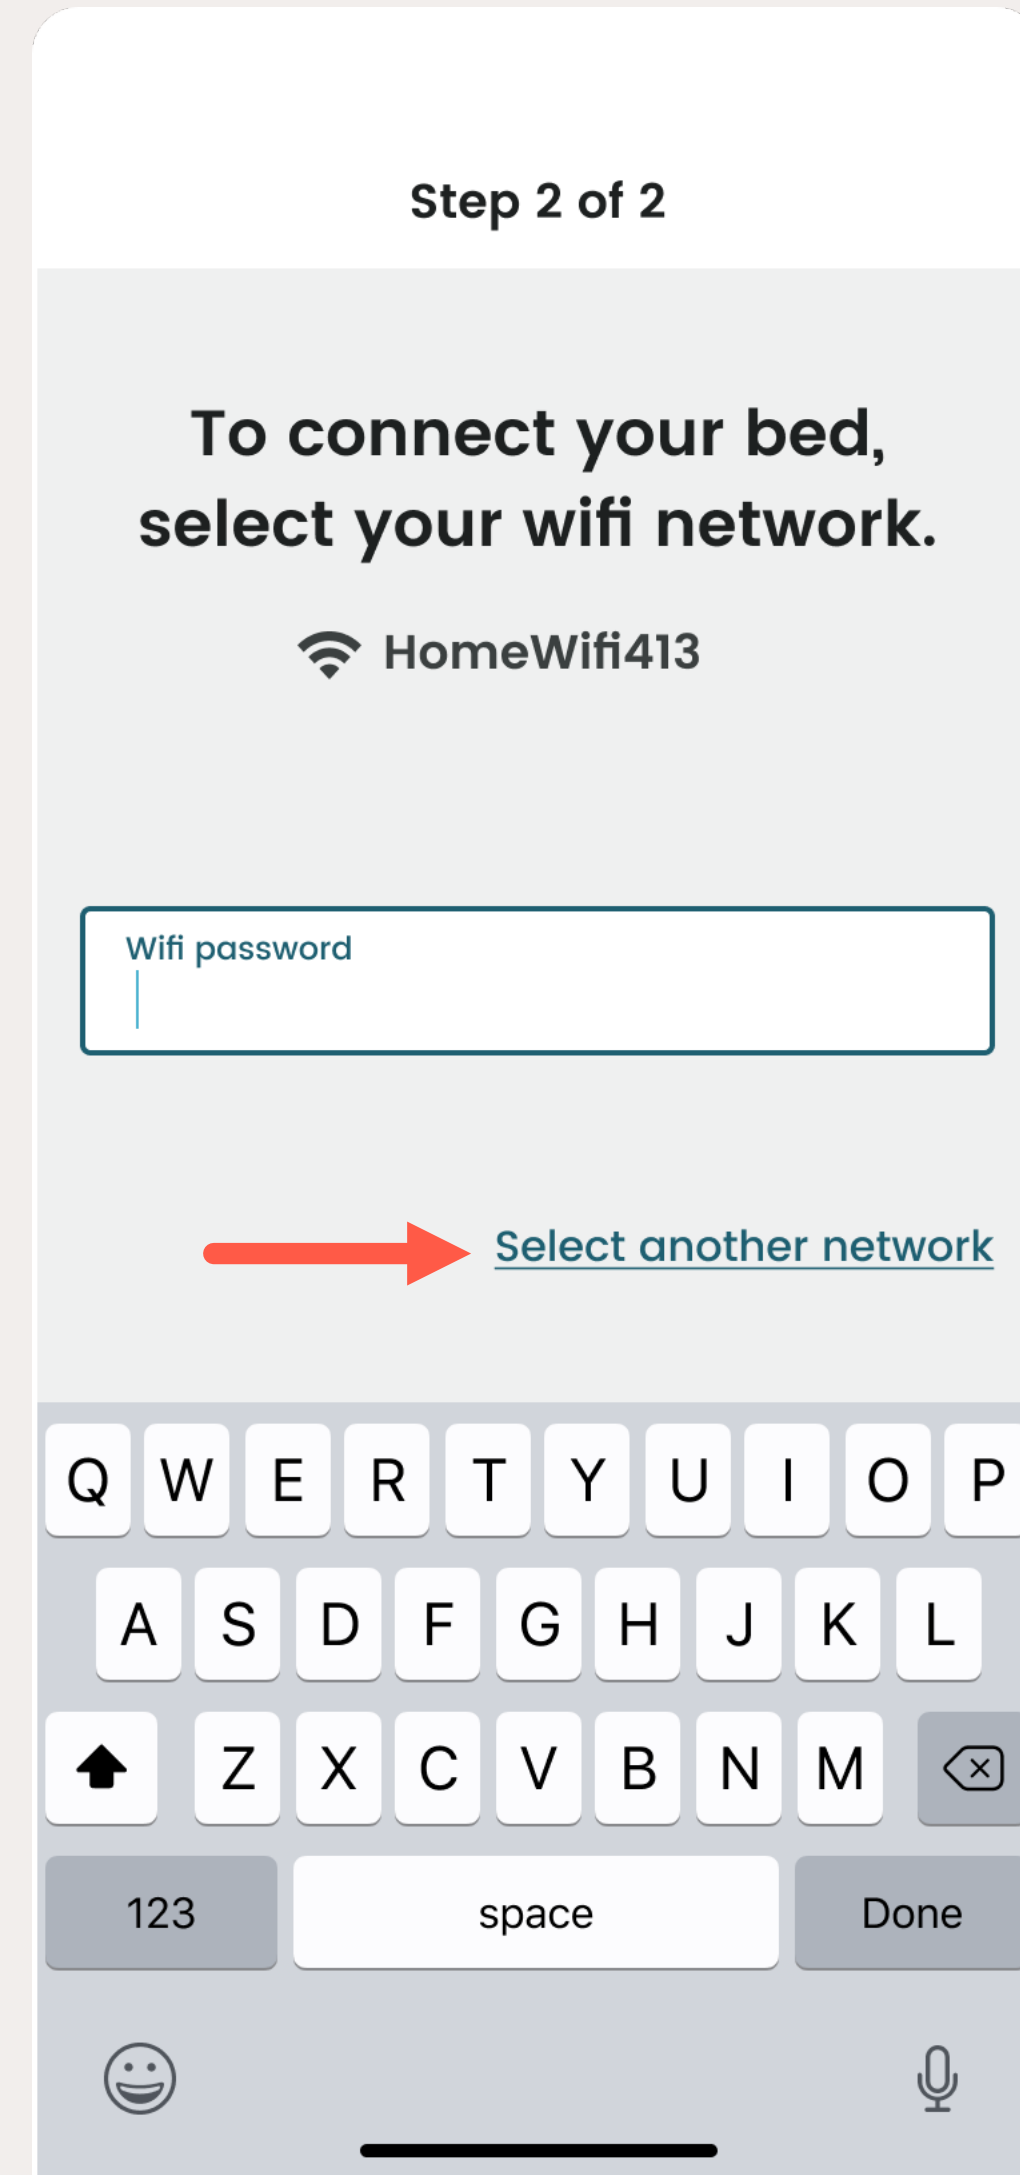 Step 2 of 2
To connect your bed,
select your wifi network.
HomeWifi413
Wifi password
Select another network
Q W E R T Y U I O P
A S D F G H J K L
Z X C V B N M
123 space Done